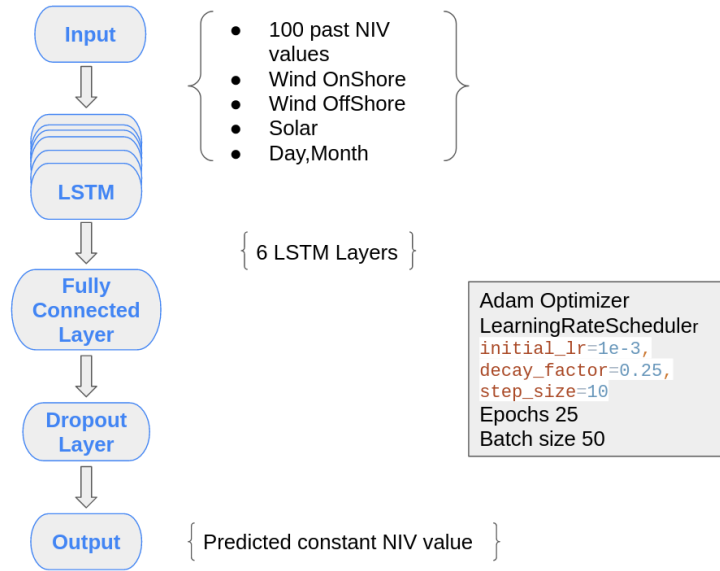 Input
● 100 past NIV
values
● Wind OnShore
● Wind OffShore
● Solar
● Day,Month
LSTM
{ 6 LSTM Layers }
Fully
Connected
Layer
Adam Optimizer
LearningRateScheduler
initial_lr=1e-3,
decay_factor=0.25,
step_size=10
Epochs 25
Batch size 50
Dropout
Layer
Output
{ Predicted constant NIV value }